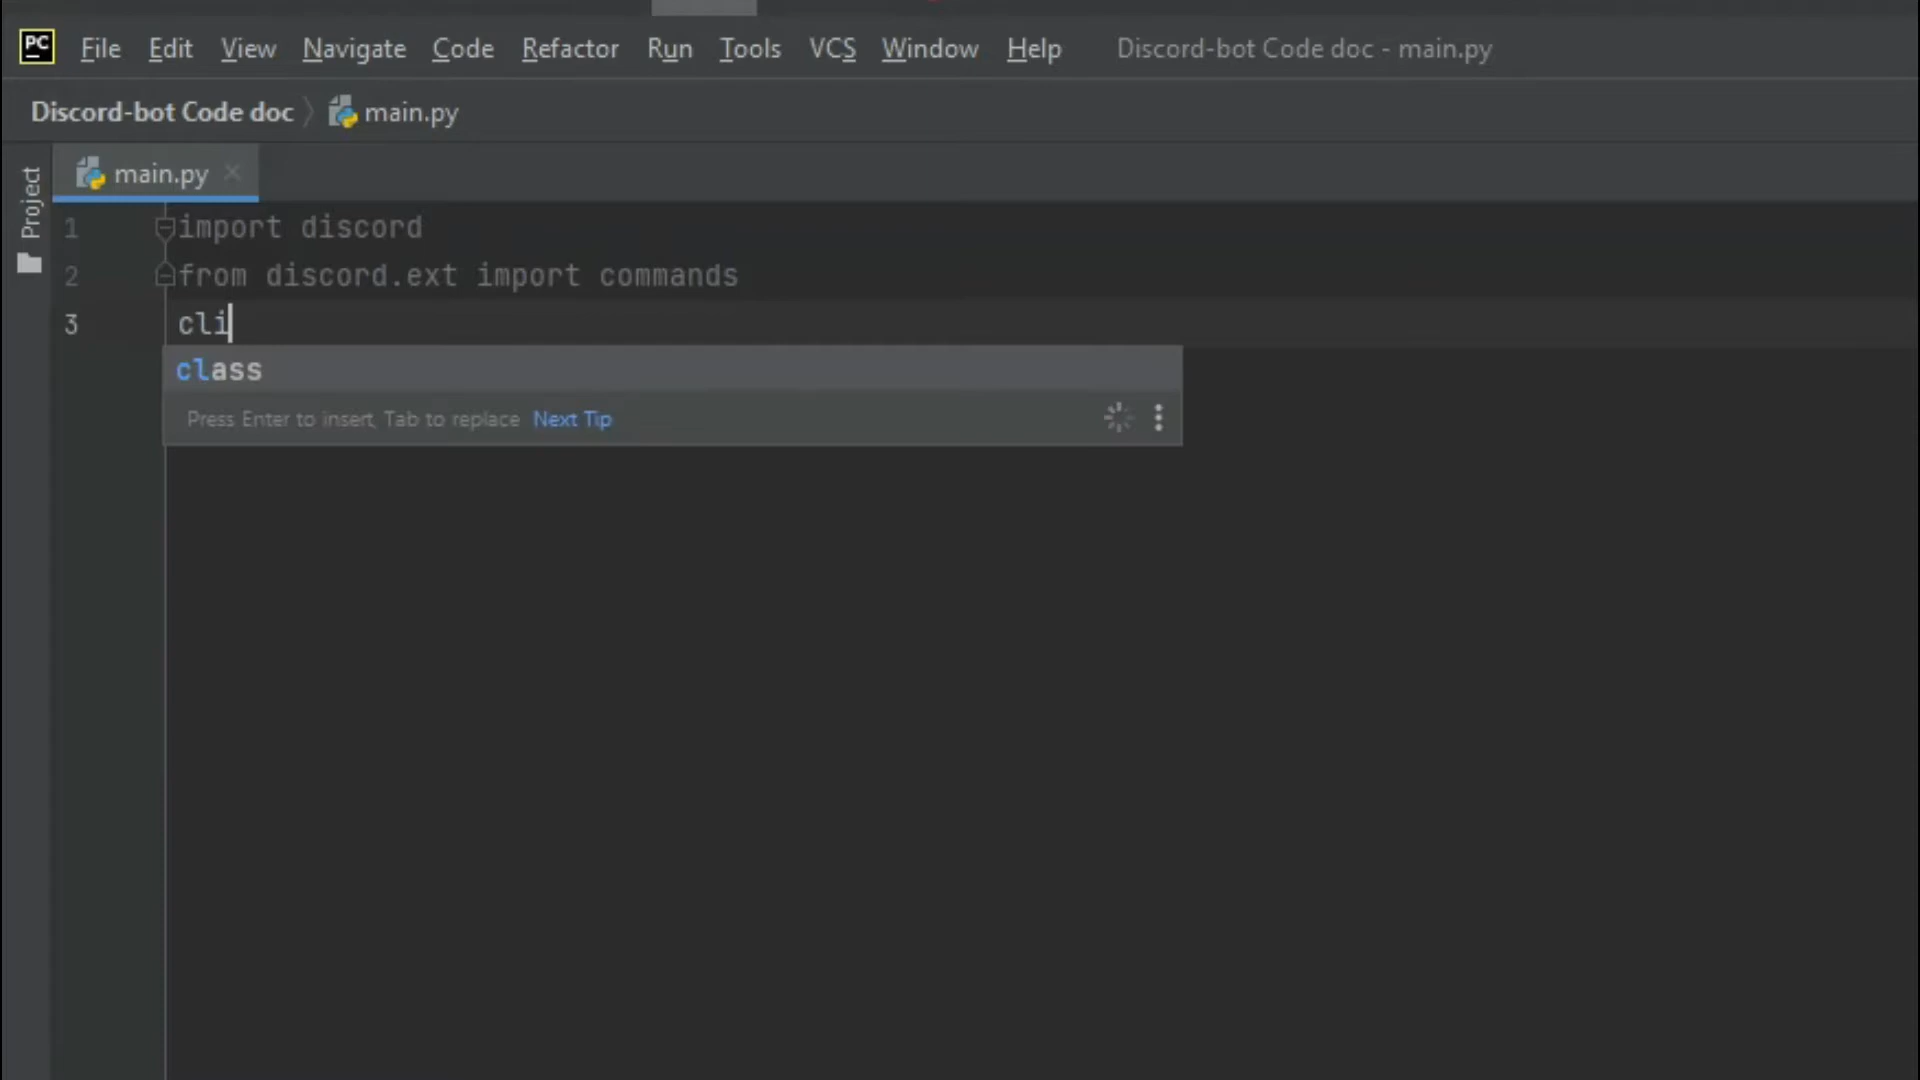 PC File Edit View Navigate Code Refactor Run Tools VCS Window Help Discord-bot Code doc - main.py
Discord-bot Code doc main.py
Project
main.py
1 import discord
2 from discord.ext import commands
3 cli
class
Press Enter to insert, Tab to replace Next Tip